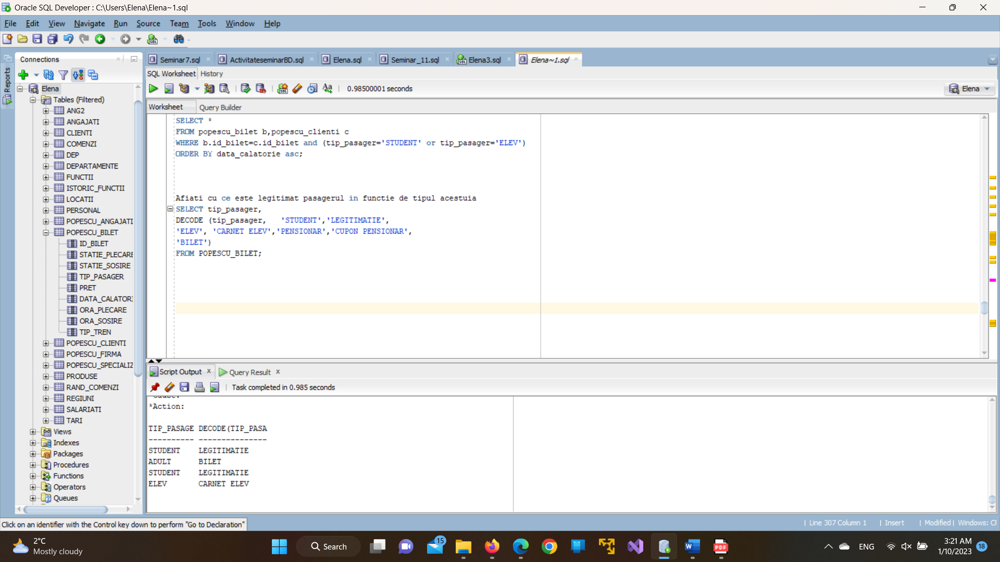 Oracle SQL Developer : C:\Users\Elena\Elena~1.sql
File Edit View Navigate Run Source Team Tools Window Help
Connections
Reports
Seminar7.sql ActivitateseminarBD.sql Elena.sql Seminar_11.sql Elena3.sql Elena~1.sql
SQL Worksheet History
0.98500001 seconds
Elena
Worksheet Query Builder
Elena
Tables (Filtered)
ANG2
ANGAJATI
CLIENTI
COMENZI
DEP
DEPARTAMENTE
FUNCTII
ISTORIC_FUNCTII
LOCATII
PERSONAL
POPESCU_ANGAJATI
POPESCU_BILET
ID_BILET
STATIE_PLECARE
STATIE_SOSIRE
TIP_PASAGER
PRET
DATA_CALATORI
ORA_PLECARE
ORA_SOSIRE
TIP_TREN
POPESCU_CLIENTI
POPESCU_FIRMA
POPESCU_SPECIALIZ
PRODUSE
RAND_COMENZI
REGIUNI
SALARIATI
TARI
Views
Indexes
Packages
Procedures
Functions
Operators
Queues
SELECT *
FROM popescu_bilet b,popescu_clienti c
WHERE b.id_bilet=c.id_bilet and (tip_pasager='STUDENT' or tip_pasager='ELEV')
ORDER BY data_calatorie asc;
Afiati cu ce este legitimat pasagerul in functie de tipul acestuia
SELECT tip_pasager,
DECODE (tip_pasager, 'STUDENT','LEGITIMATIE',
'ELEV', 'CARNET ELEV','PENSIONAR','CUPON PENSIONAR',
'BILET')
FROM POPESCU_BILET;
Script Output Query Result
Task completed in 0.985 seconds
*Action:
TIP_PASAGE DECODE(TIP_PASA
---------- ---------------
STUDENT LEGITIMATIE
ADULT BILET
STUDENT LEGITIMATIE
ELEV CARNET ELEV
Click on an identifier with the Control key down to perform "Go to Declaration"
Line 307 Column 1 Insert Modified Windows: CF
2°C
Mostly cloudy
Search
15
PDF
ENG
3:21 AM
1/10/2023
18